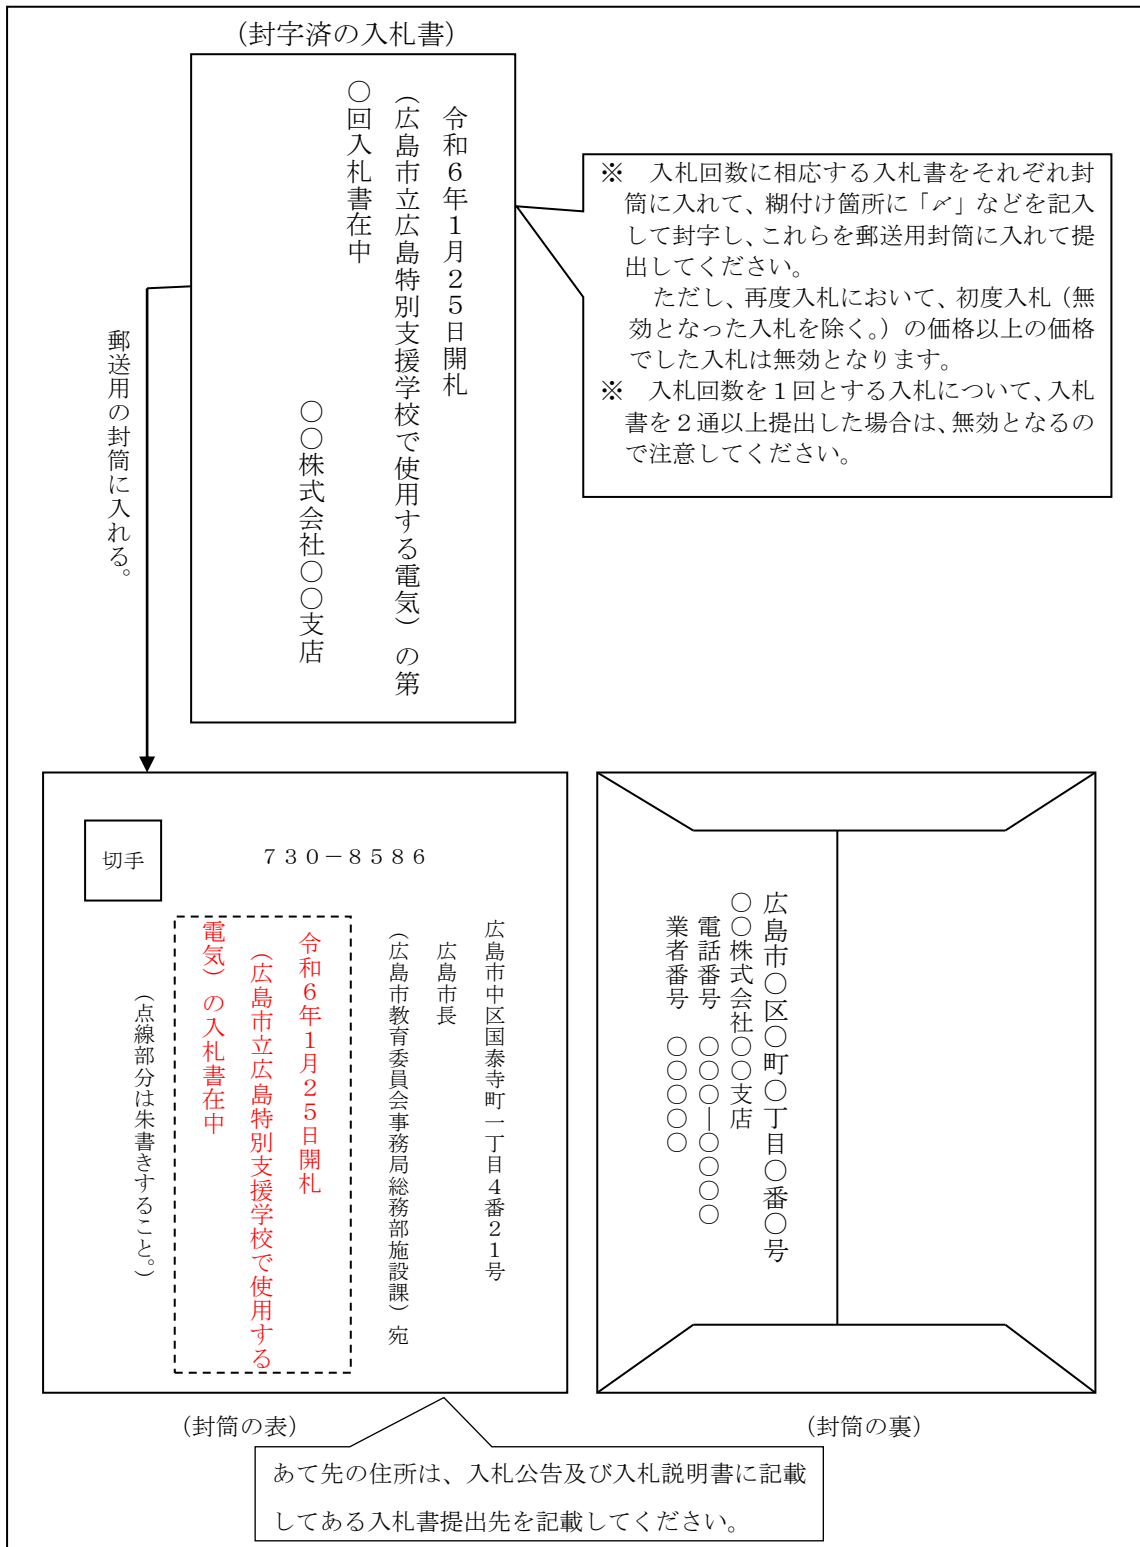 (封字済の入札書)
令和６年１月２５日開札
(広島市立広島特別支援学校で使用する電気)の第
○回入札書在中
○○株式会社○○支店
※　入札回数に相応する入札書をそれぞれ封
筒に入れて、糊付け箇所に「〆」などを記入
して封字し、これらを郵送用封筒に入れて提
出してください。
ただし、再度入札において、初度入札（無
効となった入札を除く。）の価格以上の価格
でした入札は無効となります。
※　入札回数を１回とする入札について、入札
書を２通以上提出した場合は、無効となるの
で注意してください。
郵送用の封筒に入れる。
切手
７３０－８５８６
広島市中区国泰寺町一丁目４番２１号
広島市長
(広島市教育委員会事務局総務部施設課)宛
令和６年１月２５日開札
(広島市立広島特別支援学校で使用する
電気)の入札書在中
(点線部分は朱書きすること。)
広島市○区○町○丁目○番○号
○○株式会社○○支店
電話番号　○○○―○○○○
業者番号　○○○○○
(封筒の表)
(封筒の裏)
あて先の住所は、入札公告及び入札説明書に記載
してある入札書提出先を記載してください。